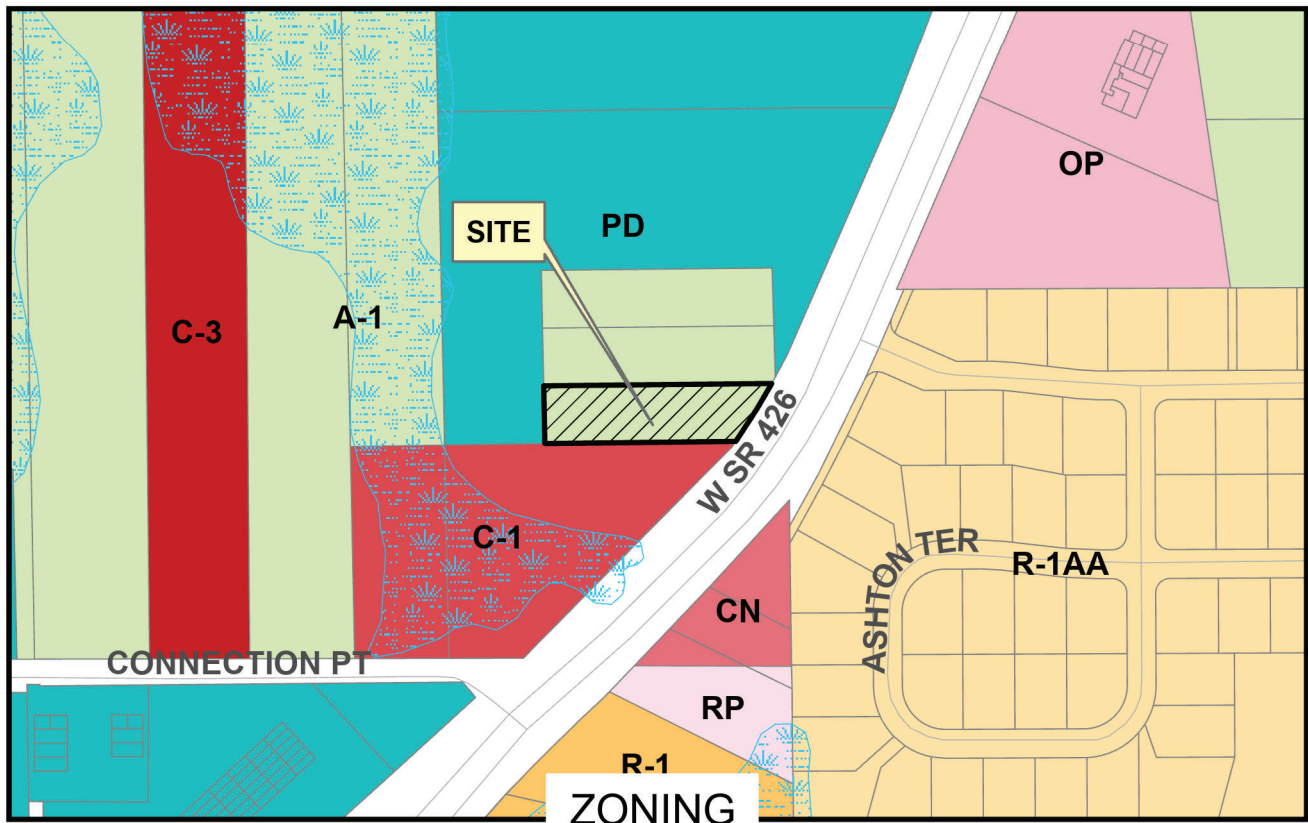 OP
SITE
PD
C-3
A-1
W SR 426
C-1
ASHTON TER
R-1AA
CN
CONNECTION PT
RP
R-1
ZONING